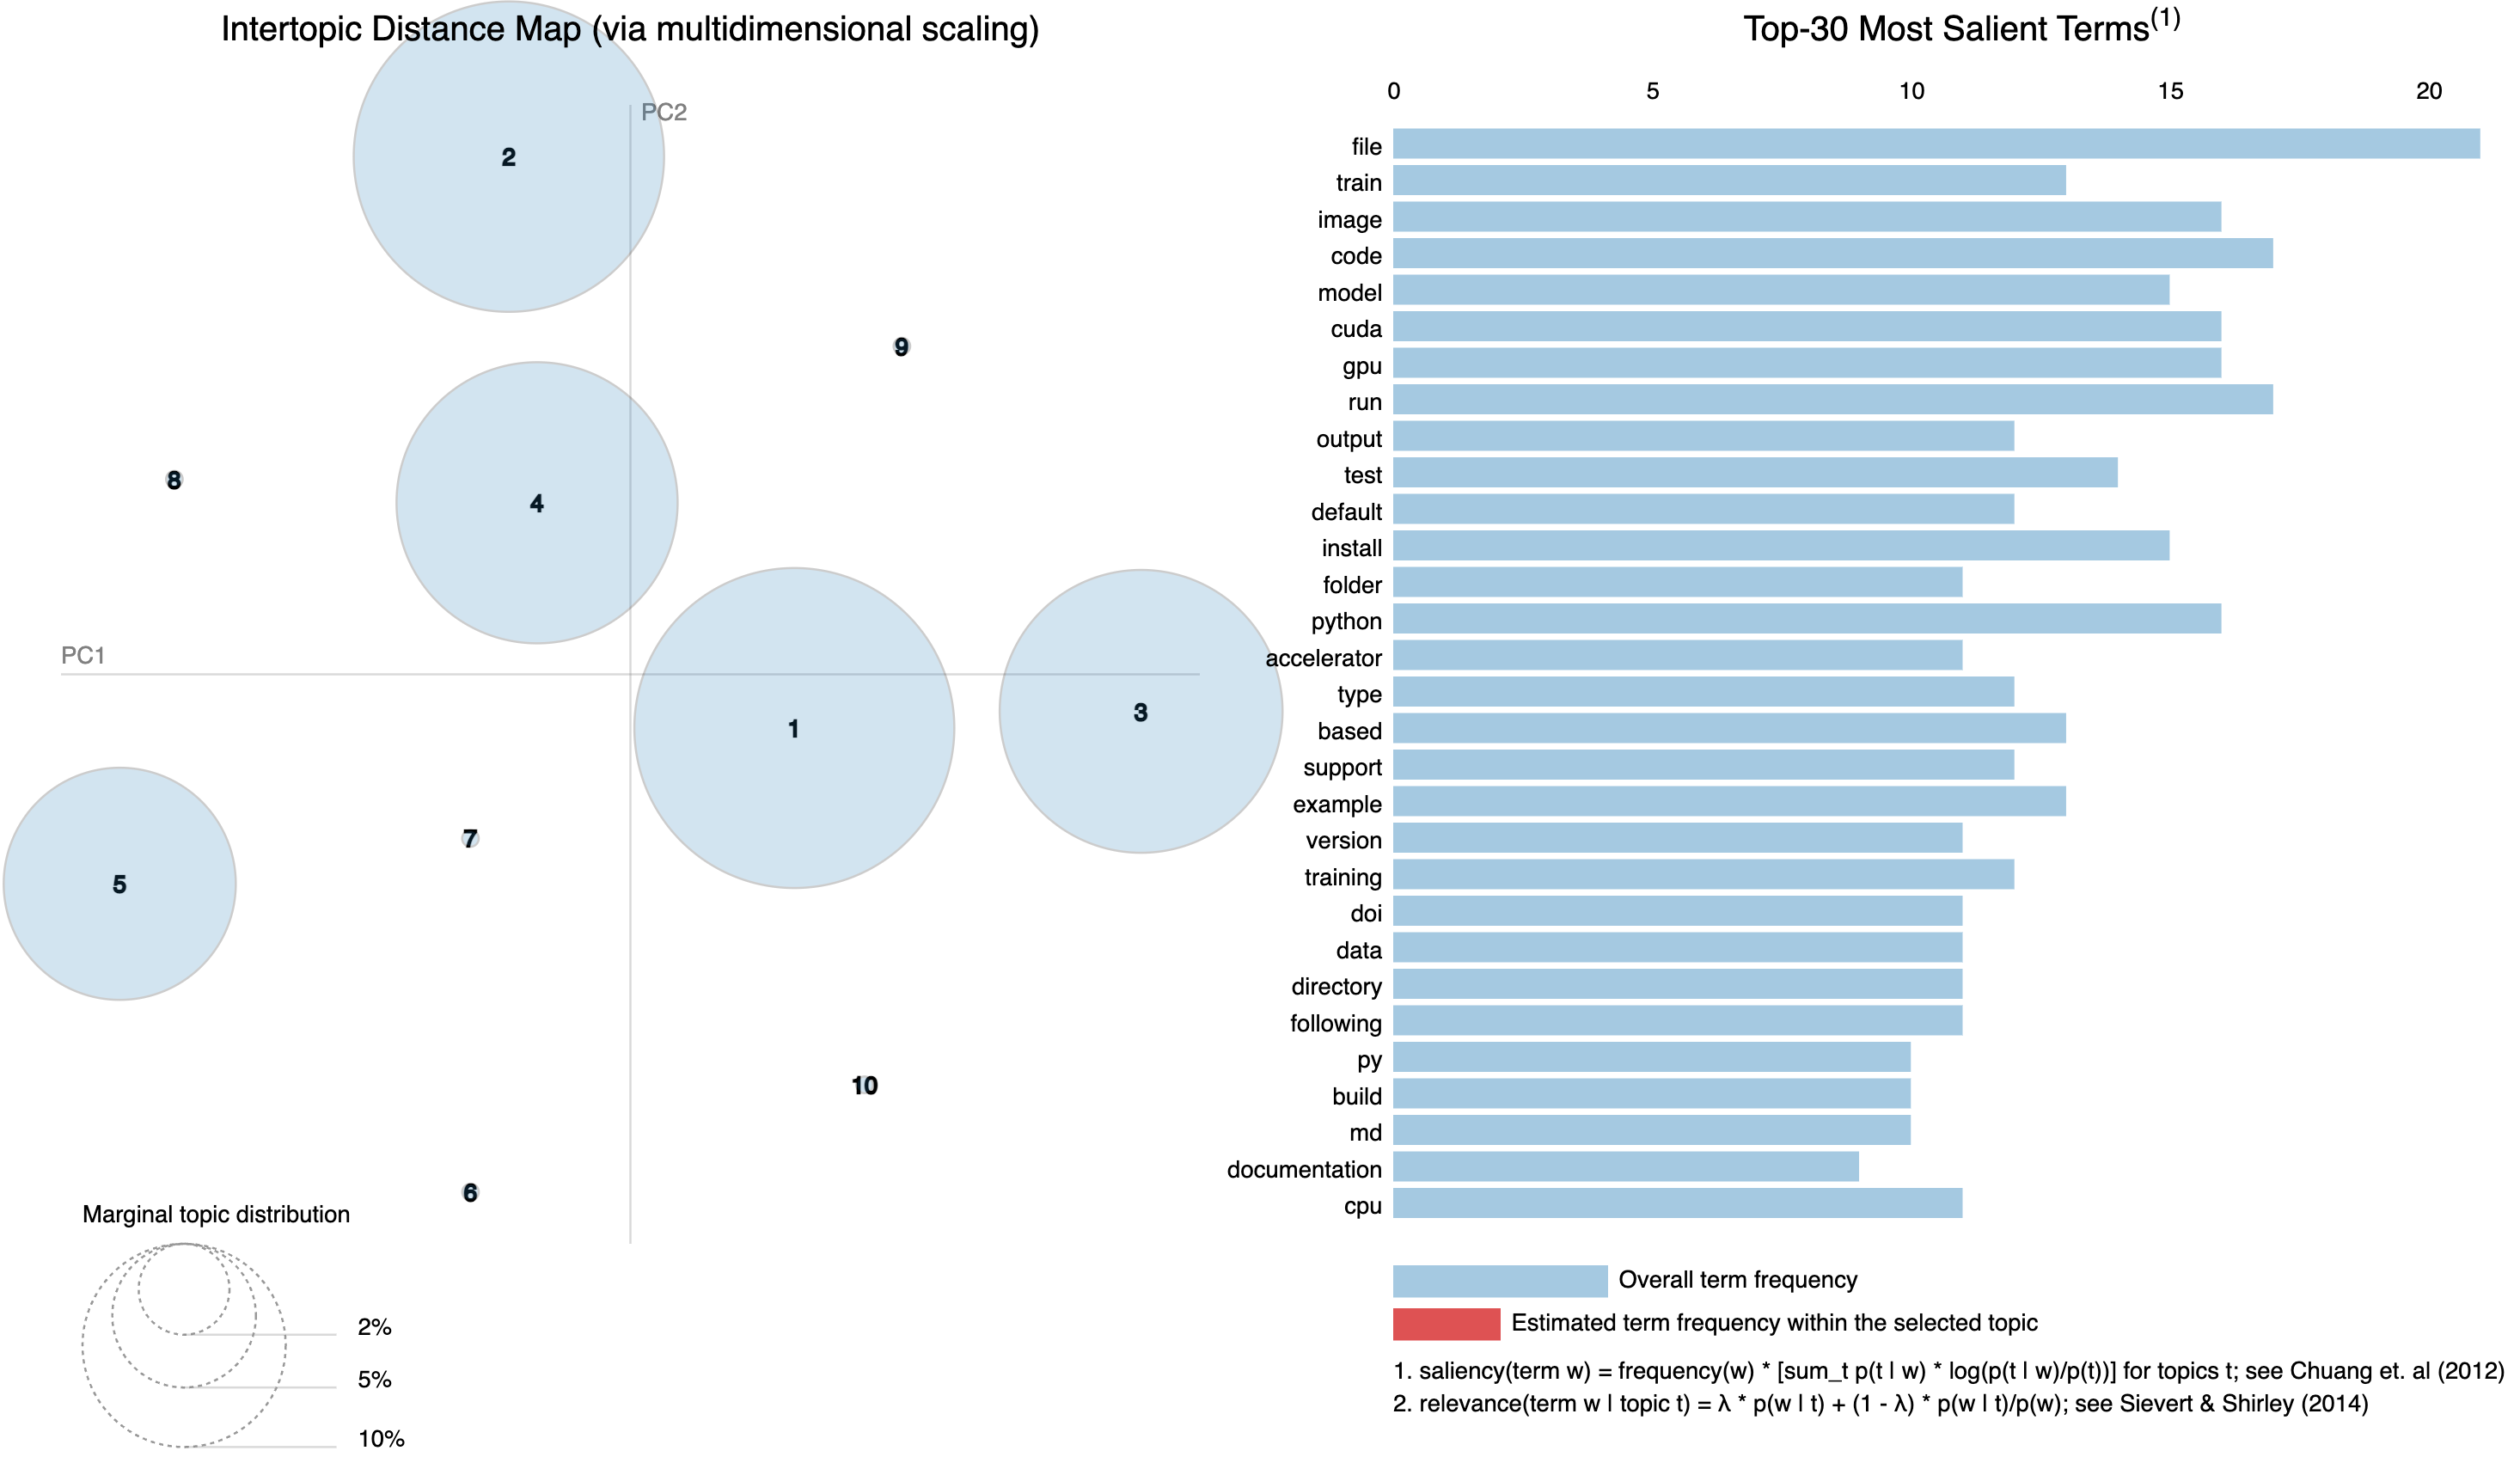 Intertopic Distance Map (via multidimensional scaling)
PC2
2
9
8
4
PC1
1
3
7
5
10
6
Marginal topic distribution
2%
5%
10%
Top-30 Most Salient Terms(1)
0 5 10 15 20
file
train
image
code
model
cuda
gpu
run
output
test
default
install
folder
python
accelerator
type
based
support
example
version
training
doi
data
directory
following
py
build
md
documentation
cpu
Overall term frequency
Estimated term frequency within the selected topic
1. saliency(term w) = frequency(w) * [sum_t p(t | w) * log(p(t | w)/p(t))] for topics t; see Chuang et. al (2012)
2. relevance(term w | topic t) = λ * p(w | t) + (1 - λ) * p(w | t)/p(w); see Sievert & Shirley (2014)